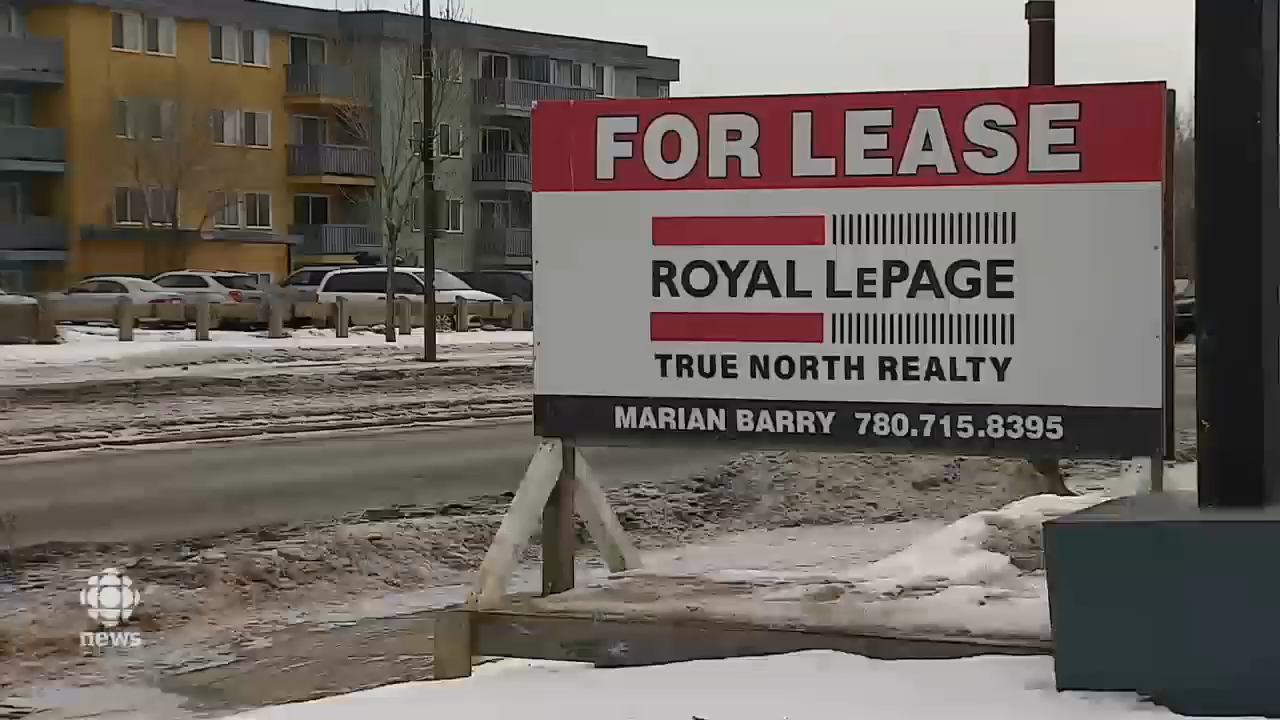 FOR LEASE
ROYAL LEPAGE
TRUE NORTH REALTY
MARIAN BARRY 780.715.8395
news